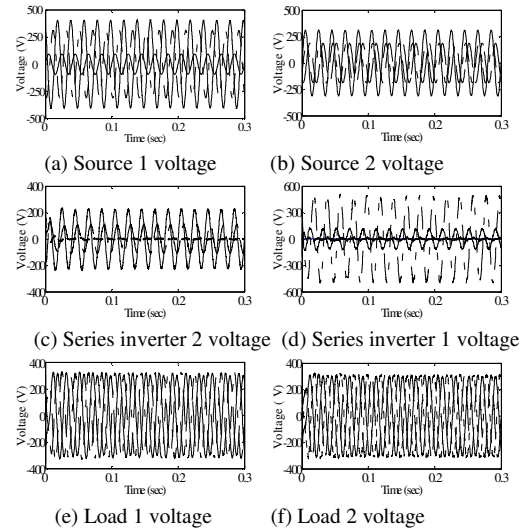 500
250
0
-250
-500
Voltage (V)
0 0.1 0.2 0.3
Time (sec)
(a) Source 1 voltage
500
250
0
-250
-500
Voltage (V)
0 0.1 0.2 0.3
Time (sec)
(b) Source 2 voltage
400
200
0
-200
-400
Voltage (V)
0 0.1 0.2 0.3
Time (sec)
(c) Series inverter 2 voltage
600
300
0
-300
-600
Voltage (V)
0 0.1 0.2 0.3
Time (sec)
(d) Series inverter 1 voltage
400
200
0
-200
-400
Voltage (V)
0 0.1 0.2 0.3
Time (sec)
(e) Load 1 voltage
400
200
0
-200
-400
Voltage ( V)
0 0.1 0.2 0.3
Time (sec)
(f) Load 2 voltage